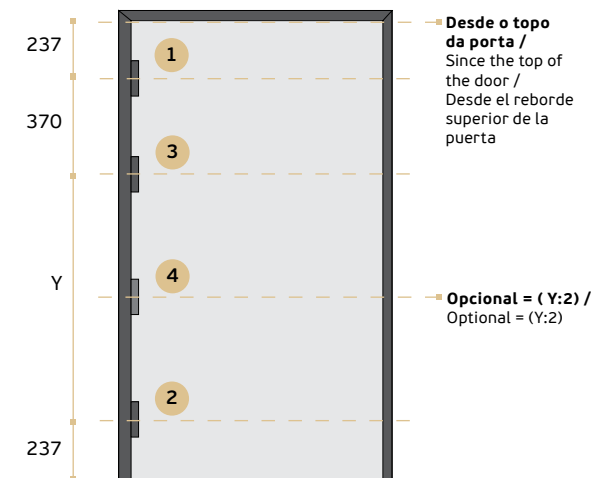 237
370
Y
237
1
3
4
2
Desde o topo
da porta /
Since the top of
the door /
Desde el reborde
superior de la
puerta
Opcional = ( Y:2) /
Optional = (Y:2)